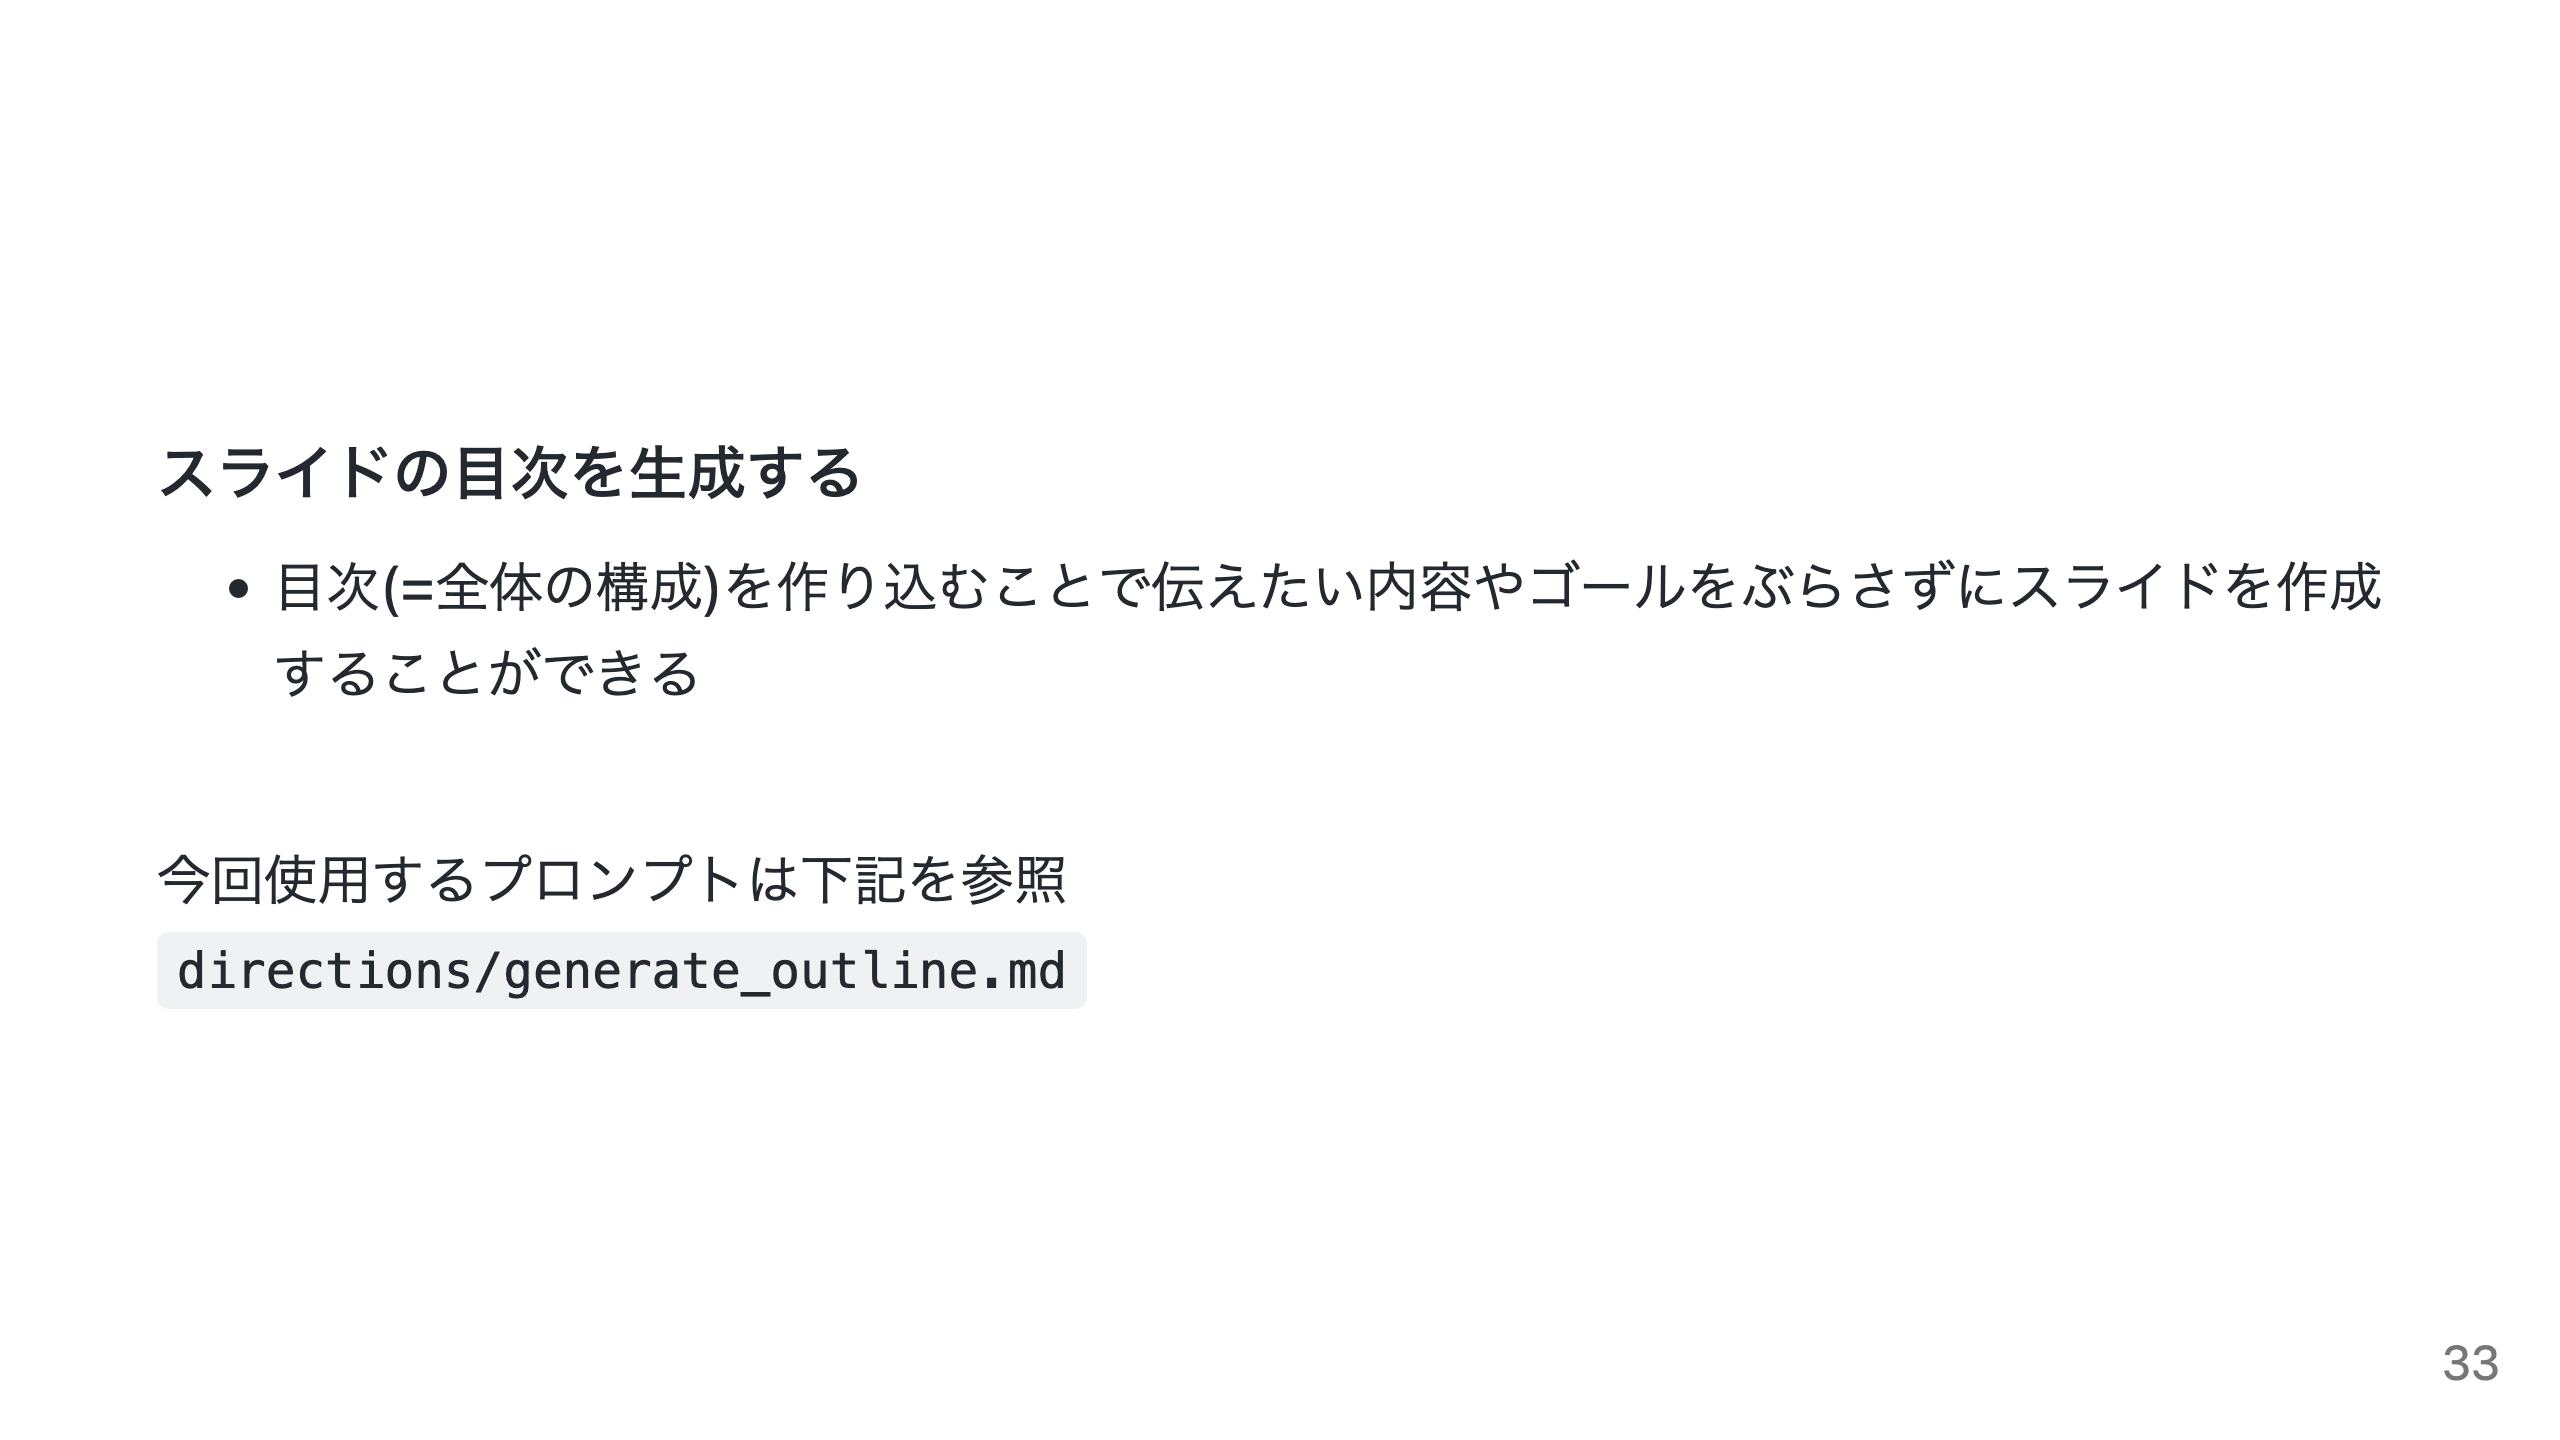 スライドの目次を生成する
• 目次(=全体の構成)を作り込むことで伝えたい内容やゴールをぶらさずにスライドを作成
することができる
今回使用するプロンプトは下記を参照
directions/generate_outline.md
33